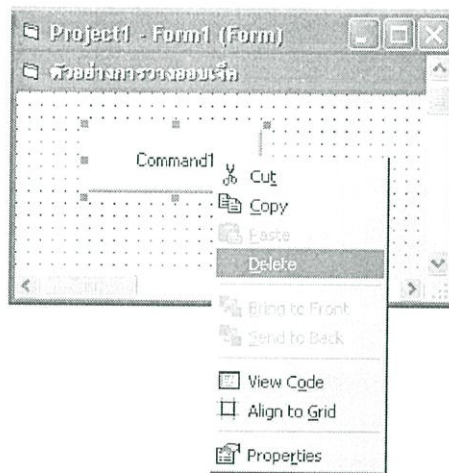 Project1 - Form1 (Form)
ตัวอย่างการวางออบเจ็ค
Command1
Cut
Copy
Paste
Delete
Bring to Front
Send to Back
View Code
Align to Grid
Properties